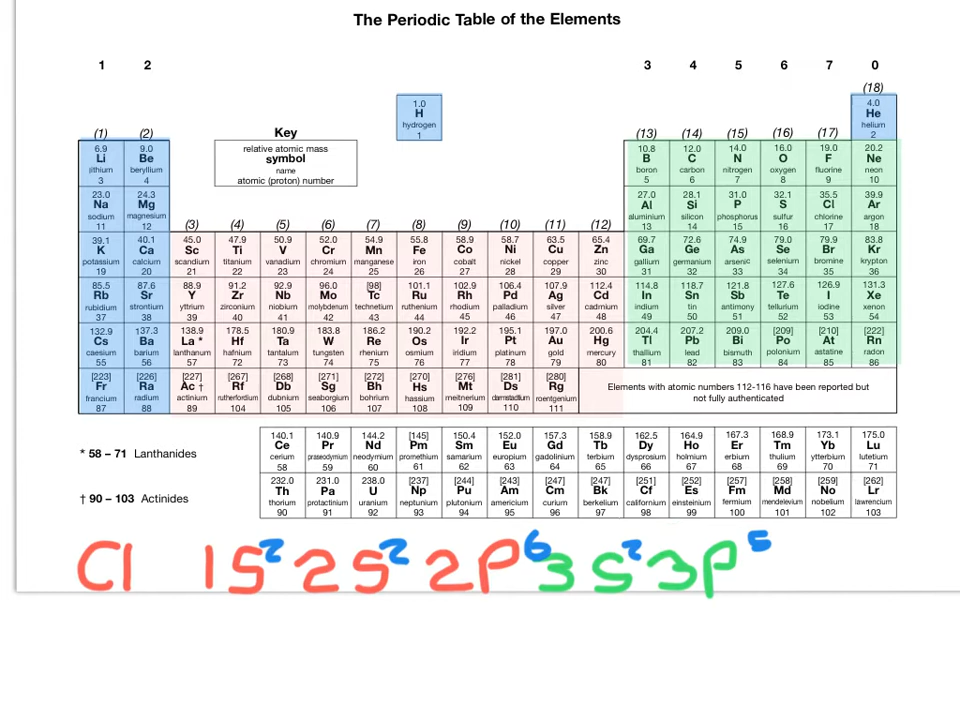 The Periodic Table of the Elements
1 2 3 4 5 6 7 0
(18)
1.0 4.0
H He
hydrogen helium
1 2
(1) (2) Key (13) (14) (15) (16) (17)
relative atomic mass
symbol
name
atomic (proton) number
6.9 9.0 10.8 12.0 14.0 16.0 19.0 20.2
Li Be B C N O F Ne
lithium beryllium boron carbon nitrogen oxygen fluorine neon
3 4 5 6 7 8 9 10
23.0 24.3 27.0 28.1 31.0 32.1 35.5 39.9
Na Mg Al Si P S Cl Ar
sodium magnesium aluminium silicon phosphorus sulfur chlorine argon
11 12 13 14 15 16 17 18
(3) (4) (5) (6) (7) (8) (9) (10) (11) (12)
39.1 40.1 45.0 47.9 50.9 52.0 54.9 55.8 58.9 58.7 63.5 65.4 69.7 72.6 74.9 79.0 79.9 83.8
K Ca Sc Ti V Cr Mn Fe Co Ni Cu Zn Ga Ge As Se Br Kr
potassium calcium scandium titanium vanadium chromium manganese iron cobalt nickel copper zinc gallium germanium arsenic selenium bromine krypton
19 20 21 22 23 24 25 26 27 28 29 30 31 32 33 34 35 36
85.5 87.6 88.9 91.2 92.9 96.0 [98] 101.1 102.9 106.4 107.9 112.4 114.8 118.7 121.8 127.6 126.9 131.3
Rb Sr Y Zr Nb Mo Tc Ru Rh Pd Ag Cd In Sn Sb Te I Xe
rubidium strontium yttrium zirconium niobium molybdenum technetium ruthenium rhodium palladium silver cadmium indium tin antimony tellurium iodine xenon
37 38 39 40 41 42 43 44 45 46 47 48 49 50 51 52 53 54
132.9 137.3 138.9 178.5 180.9 183.8 186.2 190.2 192.2 195.1 197.0 200.6 204.4 207.2 209.0 [209] [210] [222]
Cs Ba La * Hf Ta W Re Os Ir Pt Au Hg Tl Pb Bi Po At Rn
caesium barium lanthanum hafnium tantalum tungsten rhenium osmium iridium platinum gold mercury thallium lead bismuth polonium astatine radon
55 56 57 72 73 74 75 76 77 78 79 80 81 82 83 84 85 86
[223] [226] [227] [267] [268] [271] [272] [270] [276] [281] [280]
Fr Ra Ac † Rf Db Sg Bh Hs Mt Ds Rg
francium radium actinium rutherfordium dubnium seaborgium bohrium hassium meitnerium darmstadtium roentgenium
87 88 89 104 105 106 107 108 109 110 111
Elements with atomic numbers 112-116 have been reported but
not fully authenticated
* 58 – 71 Lanthanides
140.1 140.9 144.2 [145] 150.4 152.0 157.3 158.9 162.5 164.9 167.3 168.9 173.1 175.0
Ce Pr Nd Pm Sm Eu Gd Tb Dy Ho Er Tm Yb Lu
cerium praseodymium neodymium promethium samarium europium gadolinium terbium dysprosium holmium erbium thulium ytterbium lutetium
58 59 60 61 62 63 64 65 66 67 68 69 70 71
† 90 – 103 Actinides
232.0 231.0 238.0 [237] [244] [243] [247] [247] [251] [252] [257] [258] [259] [262]
Th Pa U Np Pu Am Cm Bk Cf Es Fm Md No Lr
thorium protactinium uranium neptunium plutonium americium curium berkelium californium einsteinium fermium mendelevium nobelium lawrencium
90 91 92 93 94 95 96 97 98 99 100 101 102 103
Cl 1s² 2s² 2p⁶ 3s² 3p⁵